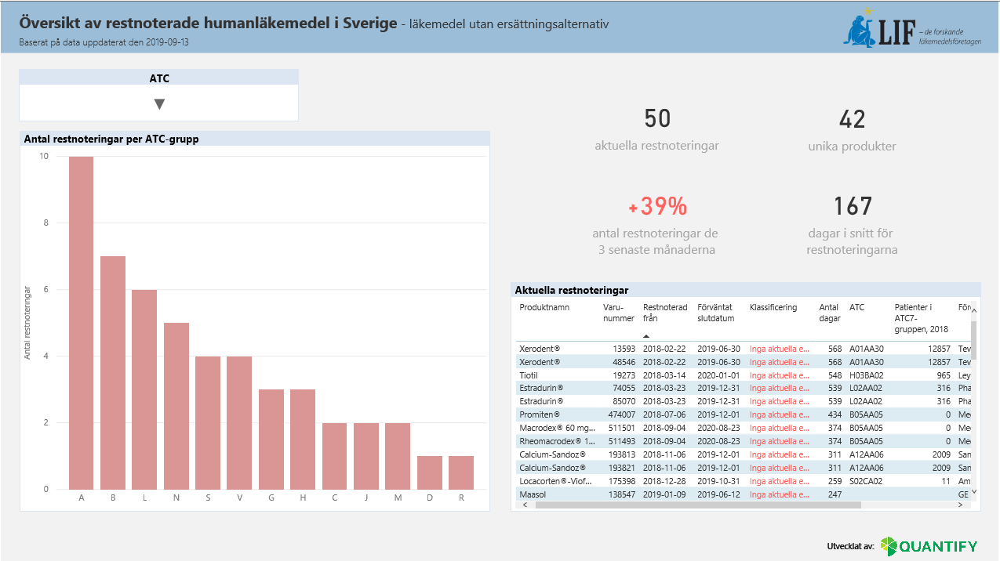 Översikt av restnoterade humanläkemedel i Sverige - läkemedel utan ersättningsalternativ
Baserat på data uppdaterat den 2019-09-13
LIF – de forskande
läkemedelsföretagen
ATC
Antal restnoteringar per ATC-grupp
Antal restnoteringar
10
8
6
4
2
0
A B L N S V G H C J M D R
50
aktuella restnoteringar
42
unika produkter
+39%
antal restnoteringar de
3 senaste månaderna
167
dagar i snitt för
restnoteringarna
Aktuella restnoteringar
Produktnamn Varu-nummer Restnoterad från Förväntat slutdatum Klassificering Antal dagar ATC Patienter i ATC7-gruppen, 2018 För
Xerodent® 13593 2018-02-22 2019-06-30 Inga aktuella e... 568 A01AA30 12857 Tev
Xerodent® 48546 2018-02-22 2019-06-30 Inga aktuella e... 568 A01AA30 12857 Tev
Tiotil 19273 2018-03-14 2020-01-01 Inga aktuella e... 548 H03BA02 965 Ley
Estradurin® 74055 2018-03-23 2019-12-31 Inga aktuella e... 539 L02AA02 316 Pha
Estradurin® 85070 2018-03-23 2019-12-31 Inga aktuella e... 539 L02AA02 316 Pha
Promiten® 474007 2018-07-06 2019-12-01 Inga aktuella e... 434 B05AA05 0 Me
Macrodex® 60 mg... 511501 2018-09-04 2020-08-23 Inga aktuella e... 374 B05AA05 0 Me
Rheomacrodex® 1... 511493 2018-09-04 2020-08-23 Inga aktuella e... 374 B05AA05 0 Me
Calcium-Sandoz® 193813 2018-11-06 2019-12-01 Inga aktuella e... 311 A12AA06 2009 San
Calcium-Sandoz® 193821 2018-11-06 2019-12-01 Inga aktuella e... 311 A12AA06 2009 San
Locacorten®-Viof... 175398 2018-12-28 2019-10-31 Inga aktuella e... 259 S02CA02 11 Am
Maasol 138547 2019-01-09 2019-06-12 Inga aktuella e... 247 GE
Utvecklat av: QUANTIFY